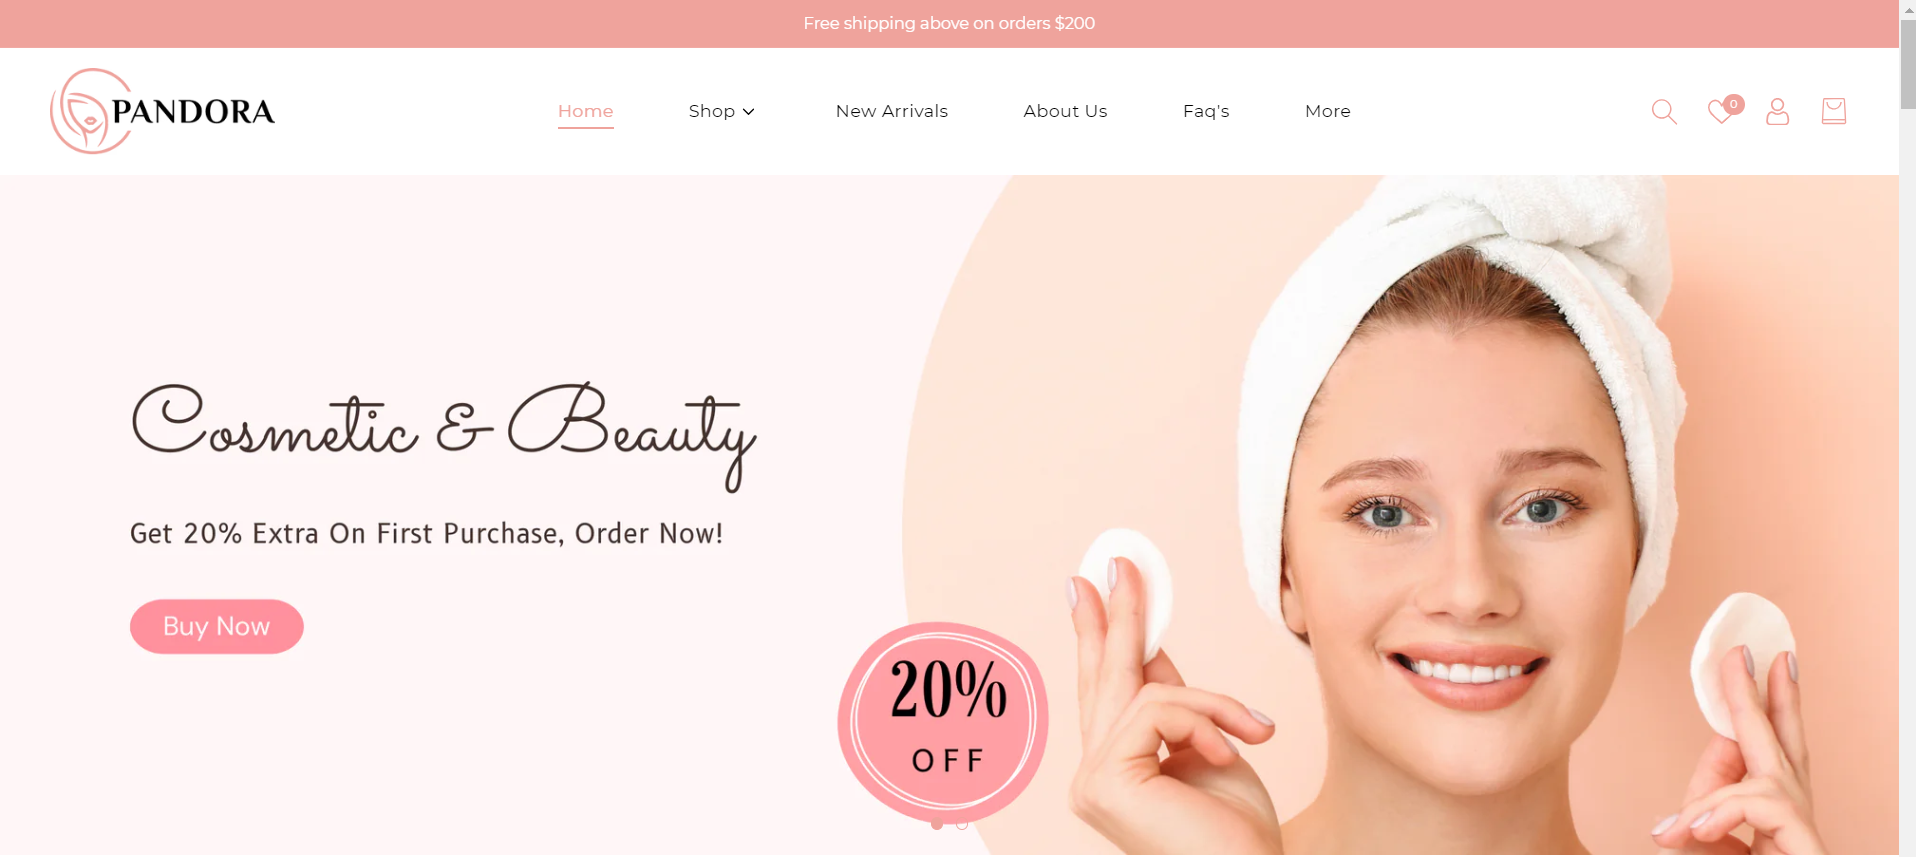 Free shipping above on orders $200
PANDORA
Home Shop New Arrivals About Us Faq's More
0
Cosmetic & Beauty
Get 20% Extra On First Purchase, Order Now!
Buy Now
20%
OFF